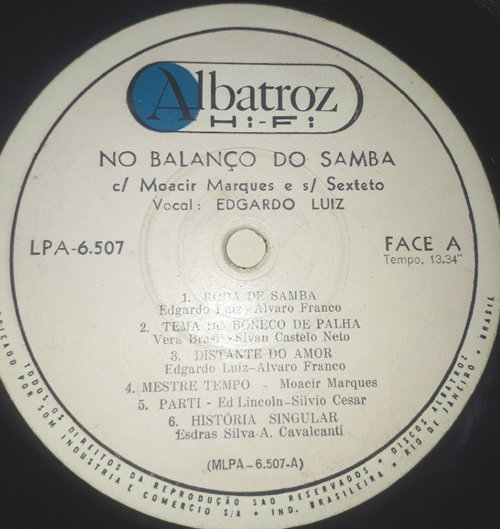 Albatroz
Hi-Fi
NO BALANÇO DO SAMBA
c/ Moacir Marques e s/ Sexteto
Vocal: EDGARDO LUIZ
LPA-6.507
FACE A
Tempo, 13.34"
1. RODA DE SAMBA
Edgardo Luiz-Alvaro Franco
2. TEMA DO BONECO DE PALHA
Vera Brasil-Sivan Castelo Neto
3. DISTANTE DO AMOR
Edgardo Luiz-Alvaro Franco
4. MESTRE TEMPO - Moacir Marques
5. PARTI - Ed Lincoln-Silvio Cesar
6. HISTÓRIA SINGULAR
Esdras Silva-A. Cavalcanti
(MLPA-6.507-A)
TODOS OS DIREITOS DA REPRODUÇÃO SAO RESERVADOS • DISCOS ALBATROZ
POR SOM INDUSTRIA E COMERCIO S/A • IND. BRASILEIRA • RIO DE JANEIRO, BRASIL